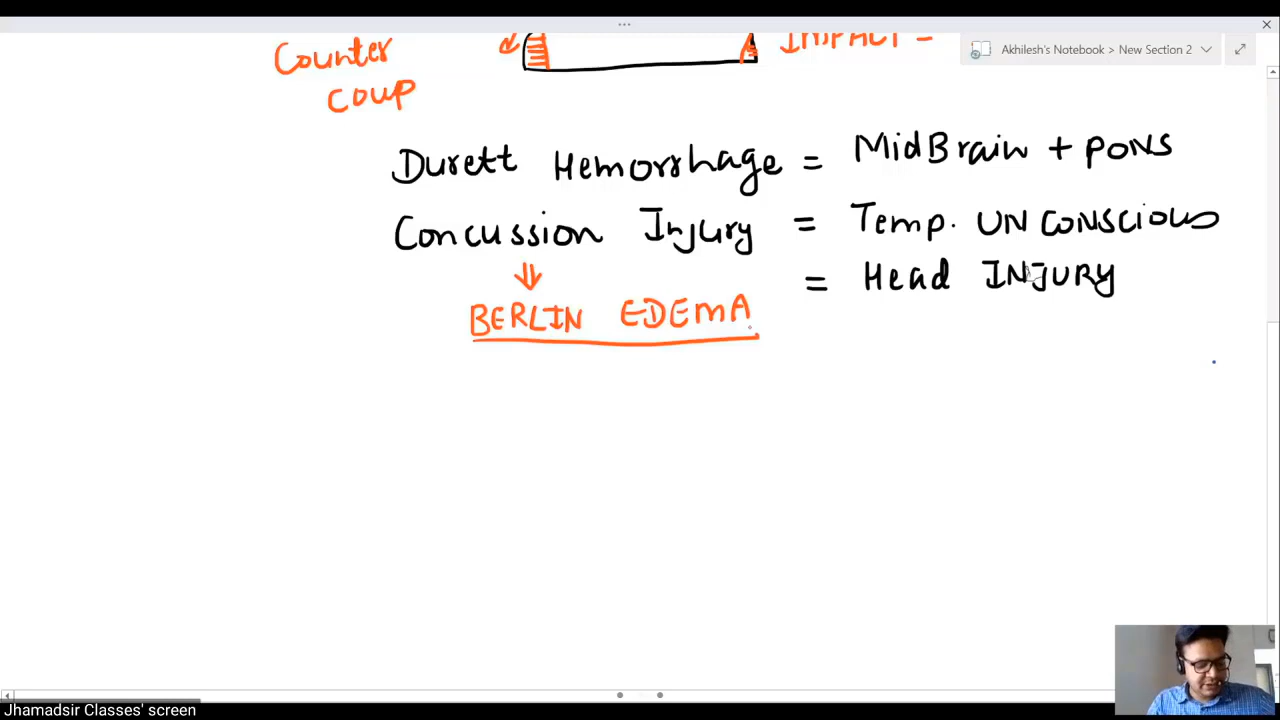 Counter
COUP
IMPACT =
Akhilesh's Notebook > New Section 2
Durett Hemorrhage = MidBrain + PONS
Concussion Injury = Temp. UNCONSCIOUS
= Head INJURY
⇓
BERLIN EDEMA
Jhamadsir Classes' screen